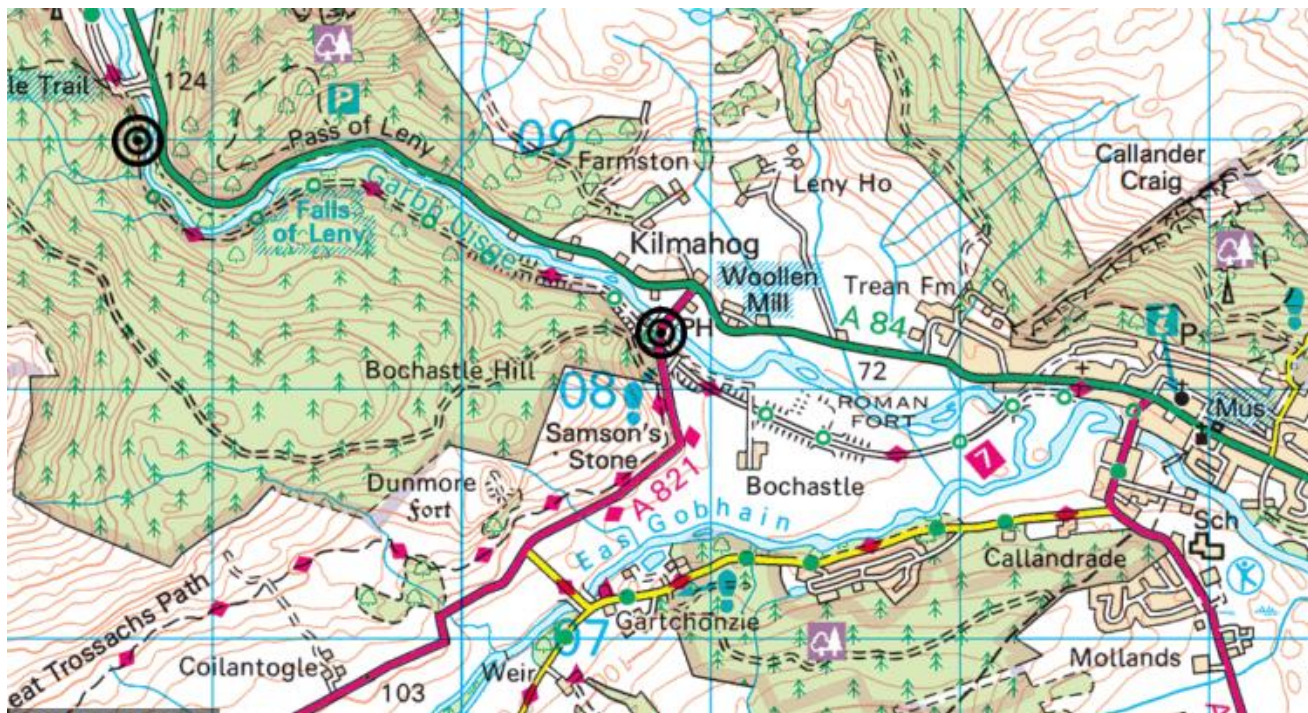 le Trail
124
P
Pass of Leny
09
Farmston
Callander
Craig
Leny Ho
Garbh Uisge
Falls
of Leny
Kilmahog
Woollen
Mill
Trean Fm
A 84
PH
P
Bochastle Hill
72
08
ROMAN
FORT
Mus
Samson's
Stone
7
Dunmore
fort
A 821
Bochastle
Eas Gobhain
Sch
Callandrade
eat Trossachs Path
Gartchonzie
07
Coilantogle
Weir
Mollands
103
A